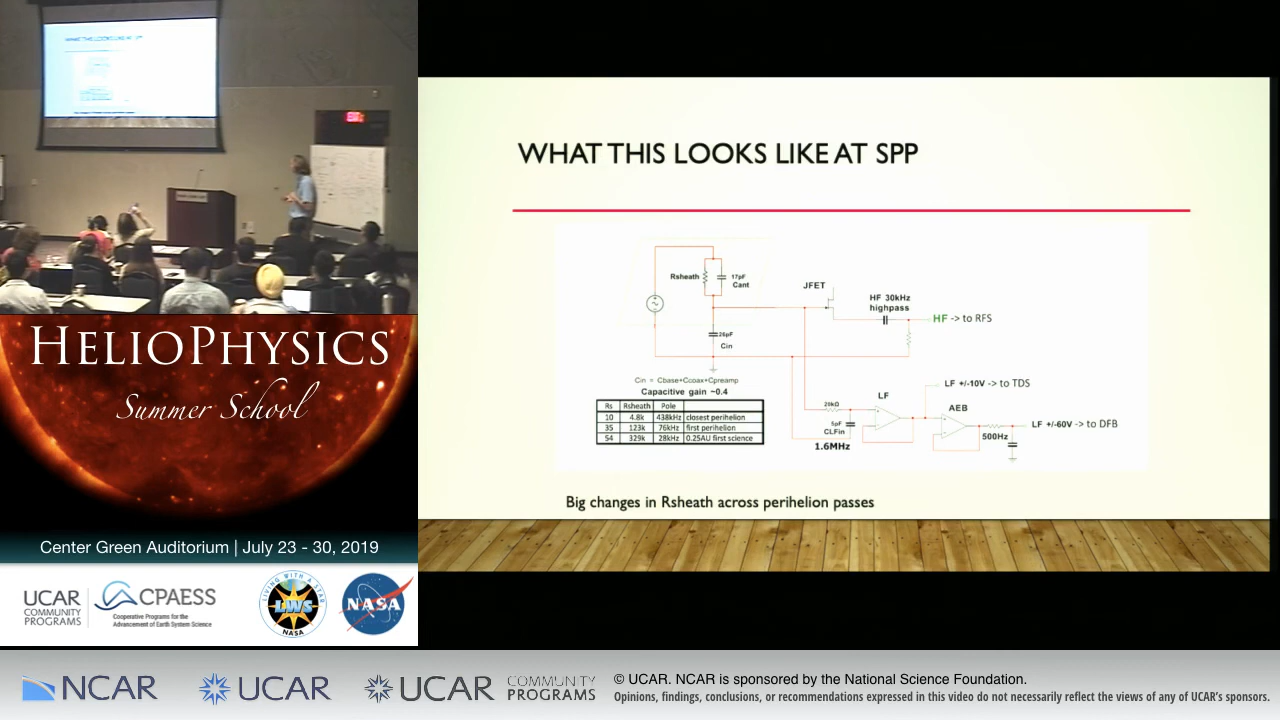 WHAT THIS LOOKS LIKE AT SPP
Rsheath
17pF
Cant
26pF
Cin
JFET
HF 30kHz
highpass
HF -> to RFS
Cin = Cbase+Ccoax+Cpreamp
Capacitive gain ~0.4
Rs Rsheath Pole
10 4.8k 438kHz closest perihelion
35 123k 76kHz first perihelion
54 329k 28kHz 0.25AU first science
LF +/-10V -> to TDS
LF
AEB
20kΩ
5pF
CLFin
1.6MHz
LF +/-60V -> to DFB
500Hz
Big changes in Rsheath across perihelion passes
EXIT
HELIOPHYSICS
Summer School
Center Green Auditorium | July 23 - 30, 2019
UCAR
COMMUNITY
PROGRAMS
CPAESS
Cooperative Programs for the
Advancement of Earth System Science
LIVING WITH A STAR
LWS
NASA
NASA
NCAR
UCAR
UCAR
COMMUNITY
PROGRAMS
© UCAR. NCAR is sponsored by the National Science Foundation.
Opinions, findings, conclusions, or recommendations expressed in this video do not necessarily reflect the views of any of UCAR's sponsors.